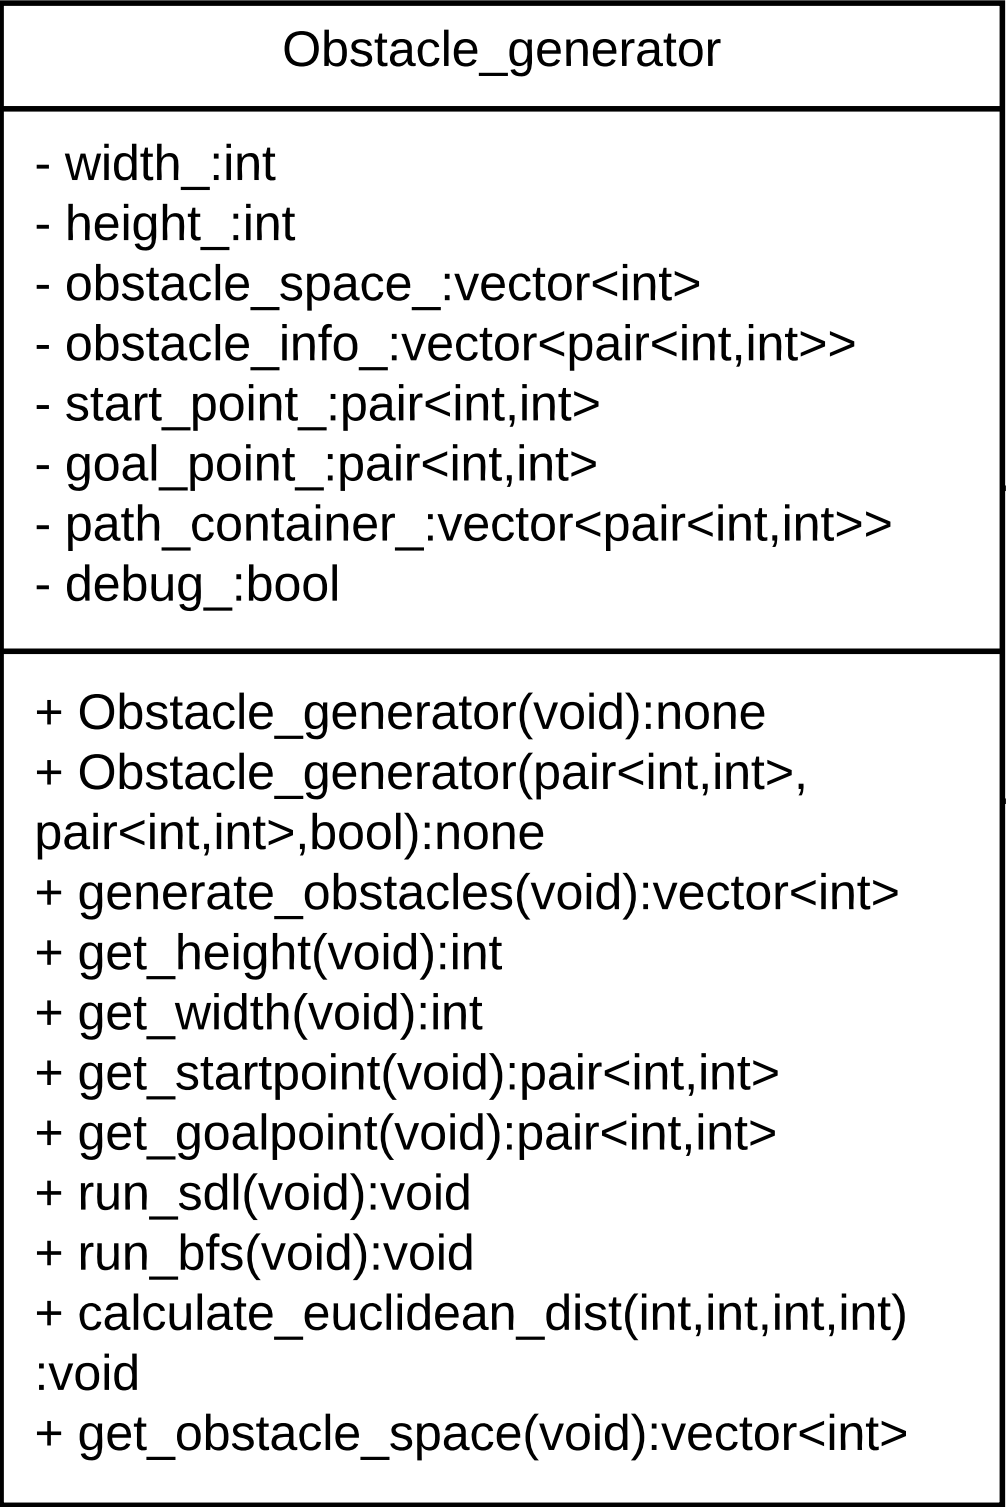 Obstacle_generator
- width_:int
- height_:int
- obstacle_space_:vector<int>
- obstacle_info_:vector<pair<int,int>>
- start_point_:pair<int,int>
- goal_point_:pair<int,int>
- path_container_:vector<pair<int,int>>
- debug_:bool
+ Obstacle_generator(void):none
+ Obstacle_generator(pair<int,int>,
pair<int,int>,bool):none
+ generate_obstacles(void):vector<int>
+ get_height(void):int
+ get_width(void):int
+ get_startpoint(void):pair<int,int>
+ get_goalpoint(void):pair<int,int>
+ run_sdl(void):void
+ run_bfs(void):void
+ calculate_euclidean_dist(int,int,int,int)
:void
+ get_obstacle_space(void):vector<int>